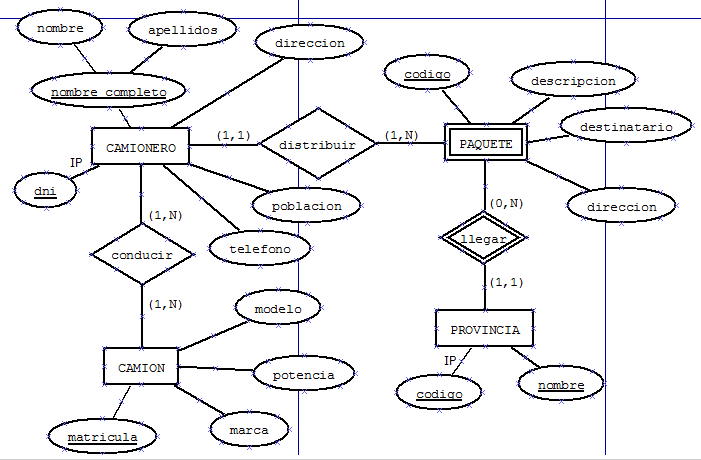 nombre
apellidos
direccion
nombre completo
codigo
descripcion
destinatario
CAMIONERO
(1,1)
distribuir
(1,N)
PAQUETE
IP
dni
poblacion
direccion
(1,N)
(0,N)
telefono
llegar
conducir
(1,1)
(1,N)
modelo
PROVINCIA
CAMION
potencia
IP
codigo
nombre
matricula
marca